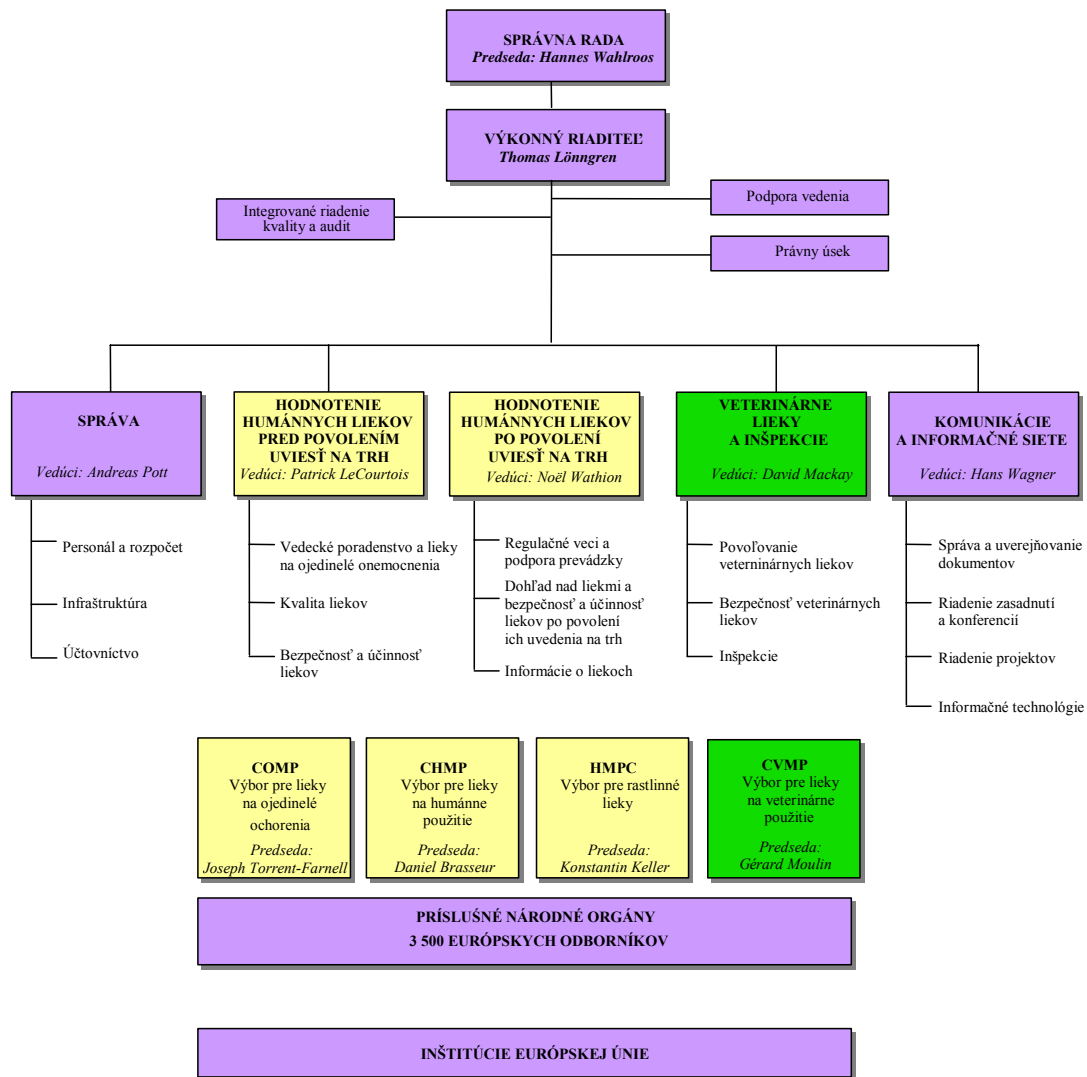 SPRÁVNA RADA
Predseda: Hannes Wahlroos
VÝKONNÝ RIADITEĽ
Thomas Lönngren
Podpora vedenia
Integrované riadenie
kvality a audit
Právny úsek
SPRÁVA
Vedúci: Andreas Pott
Personál a rozpočet
Infraštruktúra
Účtovníctvo
HODNOTENIE
HUMÁNNYCH LIEKOV
PRED POVOLENÍM
UVIESŤ NA TRH
Vedúci: Patrick LeCourtois
Vedecké poradenstvo a lieky
na ojedinelé onemocnenia
Kvalita liekov
Bezpečnosť a účinnosť
liekov
HODNOTENIE
HUMÁNNYCH LIEKOV
PO POVOLENÍ
UVIESŤ NA TRH
Vedúci: Noël Wathion
Regulačné veci a
podpora prevádzky
Dohľad nad liekmi a
bezpečnosť a účinnosť
liekov po povolení
ich uvedenia na trh
Informácie o liekoch
VETERINÁRNE
LIEKY
A INŠPEKCIE
Vedúci: David Mackay
Povoľovanie
veterninárnych liekov
Bezpečnosť veterinárnych
liekov
Inšpekcie
KOMUNIKÁCIE
A INFORMAČNÉ SIETE
Vedúci: Hans Wagner
Správa a uverejňovanie
dokumentov
Riadenie zasadnutí
a konferencií
Riadenie projektov
Informačné technológie
COMP
Výbor pre lieky
na ojedinelé
ochorenia
Predseda:
Joseph Torrent-Farnell
CHMP
Výbor pre lieky
na humánne
použitie
Predseda:
Daniel Brasseur
HMPC
Výbor pre rastlinné
lieky
Predseda:
Konstantin Keller
CVMP
Výbor pre lieky
na veterinárne
použitie
Predseda:
Gérard Moulin
PRÍSLUŠNÉ NÁRODNÉ ORGÁNY
3 500 EURÓPSKYCH ODBORNÍKOV
INŠTITÚCIE EURÓPSKEJ ÚNIE